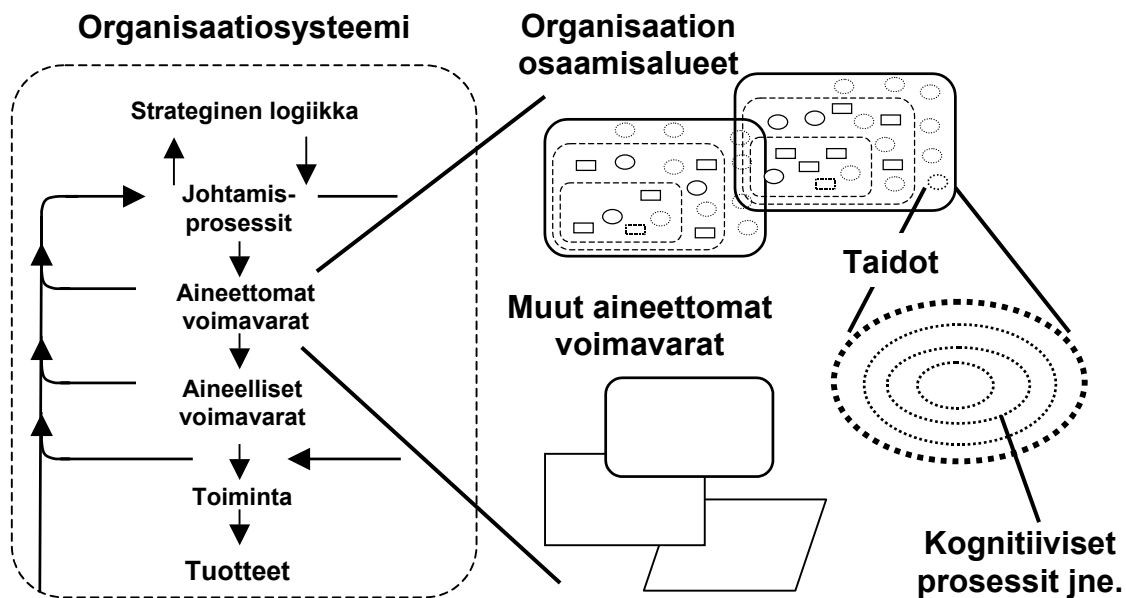 Organisaatiosysteemi
Strateginen logiikka
Johtamis-
prosessit
Aineettomat
voimavarat
Aineelliset
voimavarat
Toiminta
Tuotteet
Organisaation
osaamisalueet
Taidot
Muut aineettomat
voimavarat
Kognitiiviset
prosessit jne.